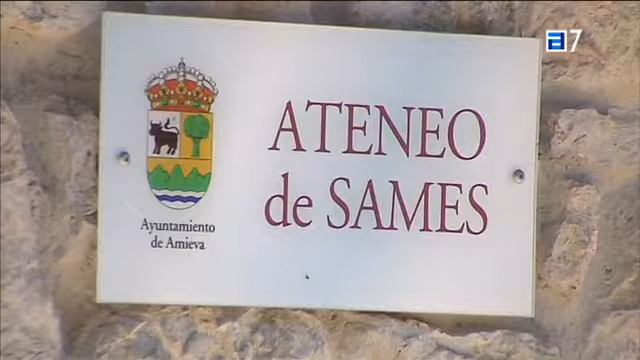 a7
ATENEO
de SAMES
Ayuntamiento
de Amieva